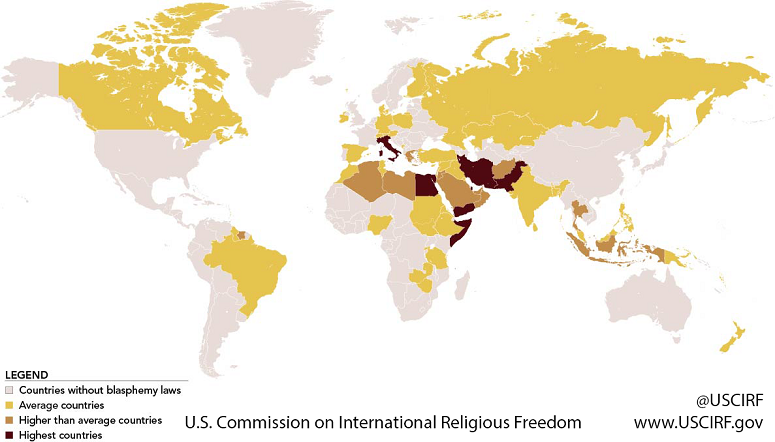 LEGEND
Countries without blasphemy laws
Average countries
Higher than average countries
Highest countries
U.S. Commission on International Religious Freedom
@USCIRF
www.USCIRF.gov